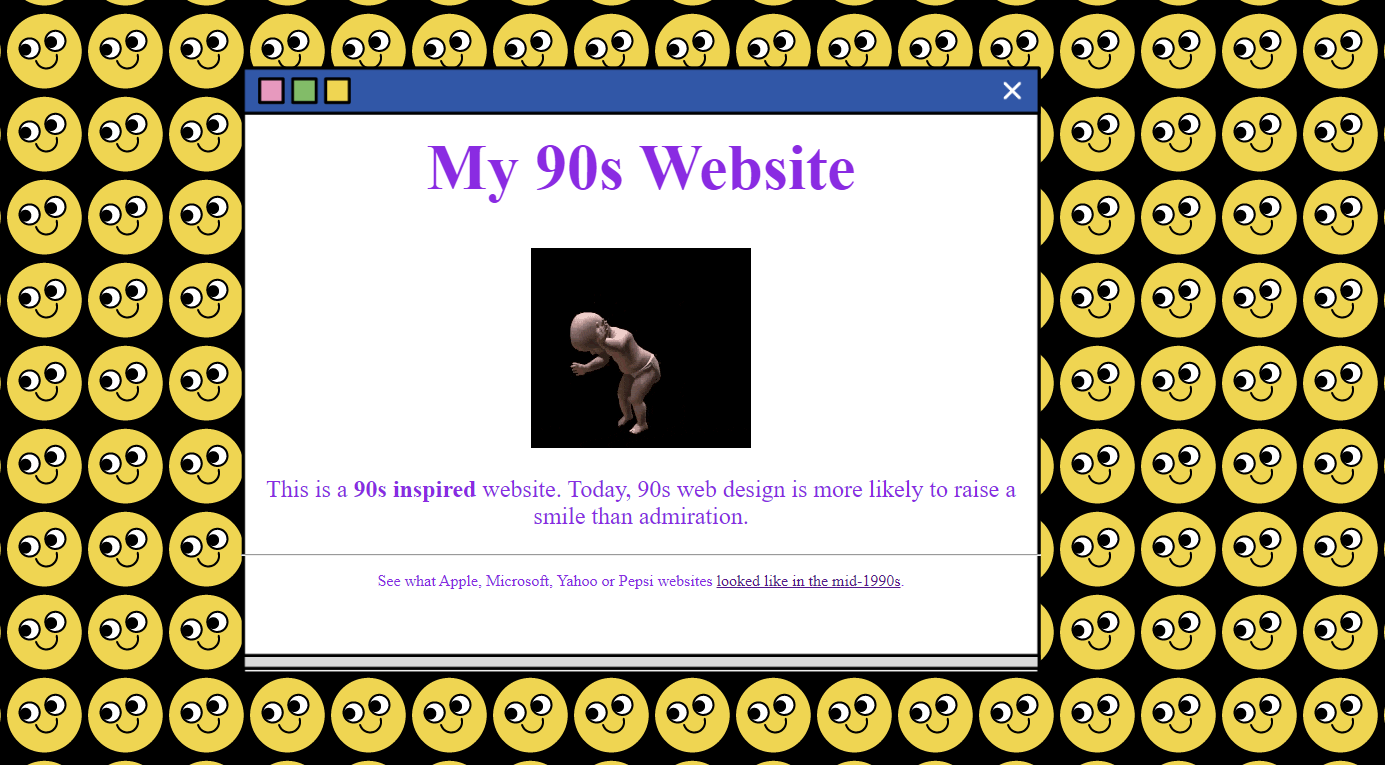 My 90s Website
This is a 90s inspired website. Today, 90s web design is more likely to raise a
smile than admiration.
See what Apple, Microsoft, Yahoo or Pepsi websites looked like in the mid-1990s.